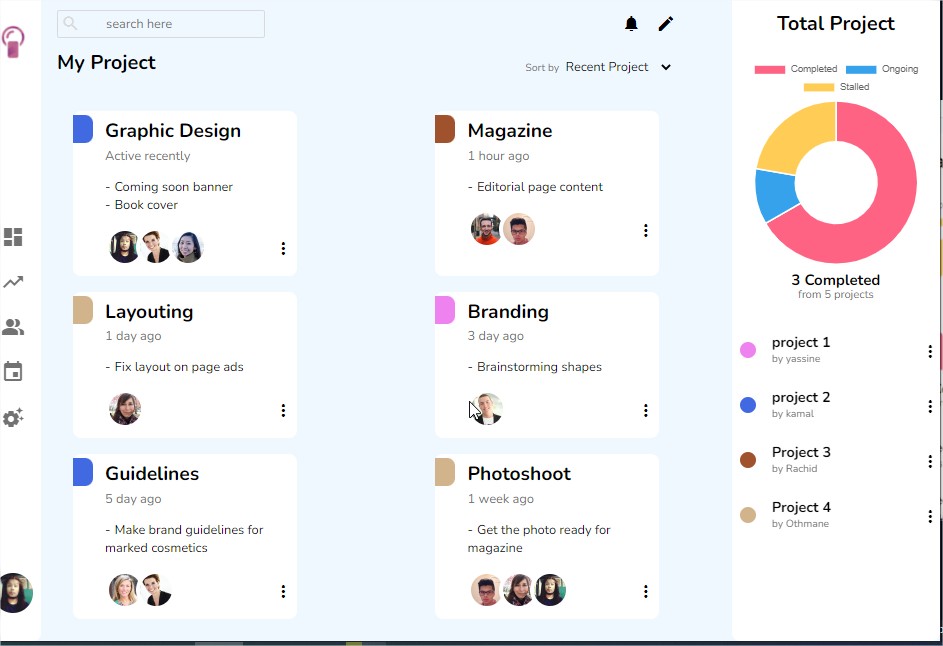 search here
My Project
Sort by Recent Project
Graphic Design
Active recently
- Coming soon banner
- Book cover
Magazine
1 hour ago
- Editorial page content
Layouting
1 day ago
- Fix layout on page ads
Branding
3 day ago
- Brainstorming shapes
Guidelines
5 day ago
- Make brand guidelines for
marked cosmetics
Photoshoot
1 week ago
- Get the photo ready for
magazine
Total Project
Completed Ongoing
Stalled
3 Completed
from 5 projects
project 1
by yassine
project 2
by kamal
Project 3
by Rachid
Project 4
by Othmane